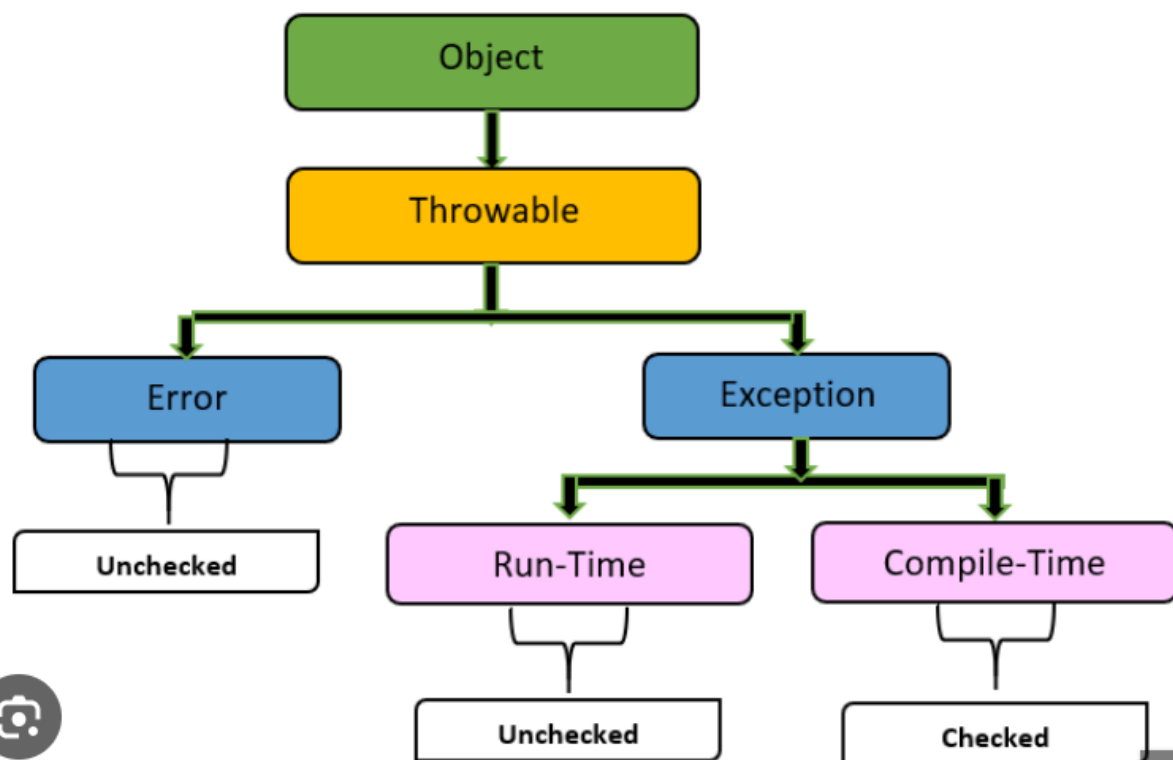 Object
Throwable
Error
Exception
Unchecked
Run-Time
Compile-Time
Unchecked
Checked